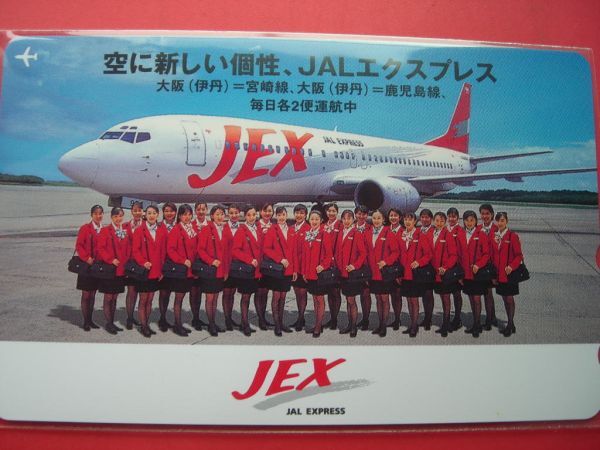 空に新しい個性、JALエクスプレス
大阪(伊丹)＝宮崎線、大阪(伊丹)＝鹿児島線、
毎日各2便運航中
JEX JAL EXPRESS
JEX
JAL EXPRESS